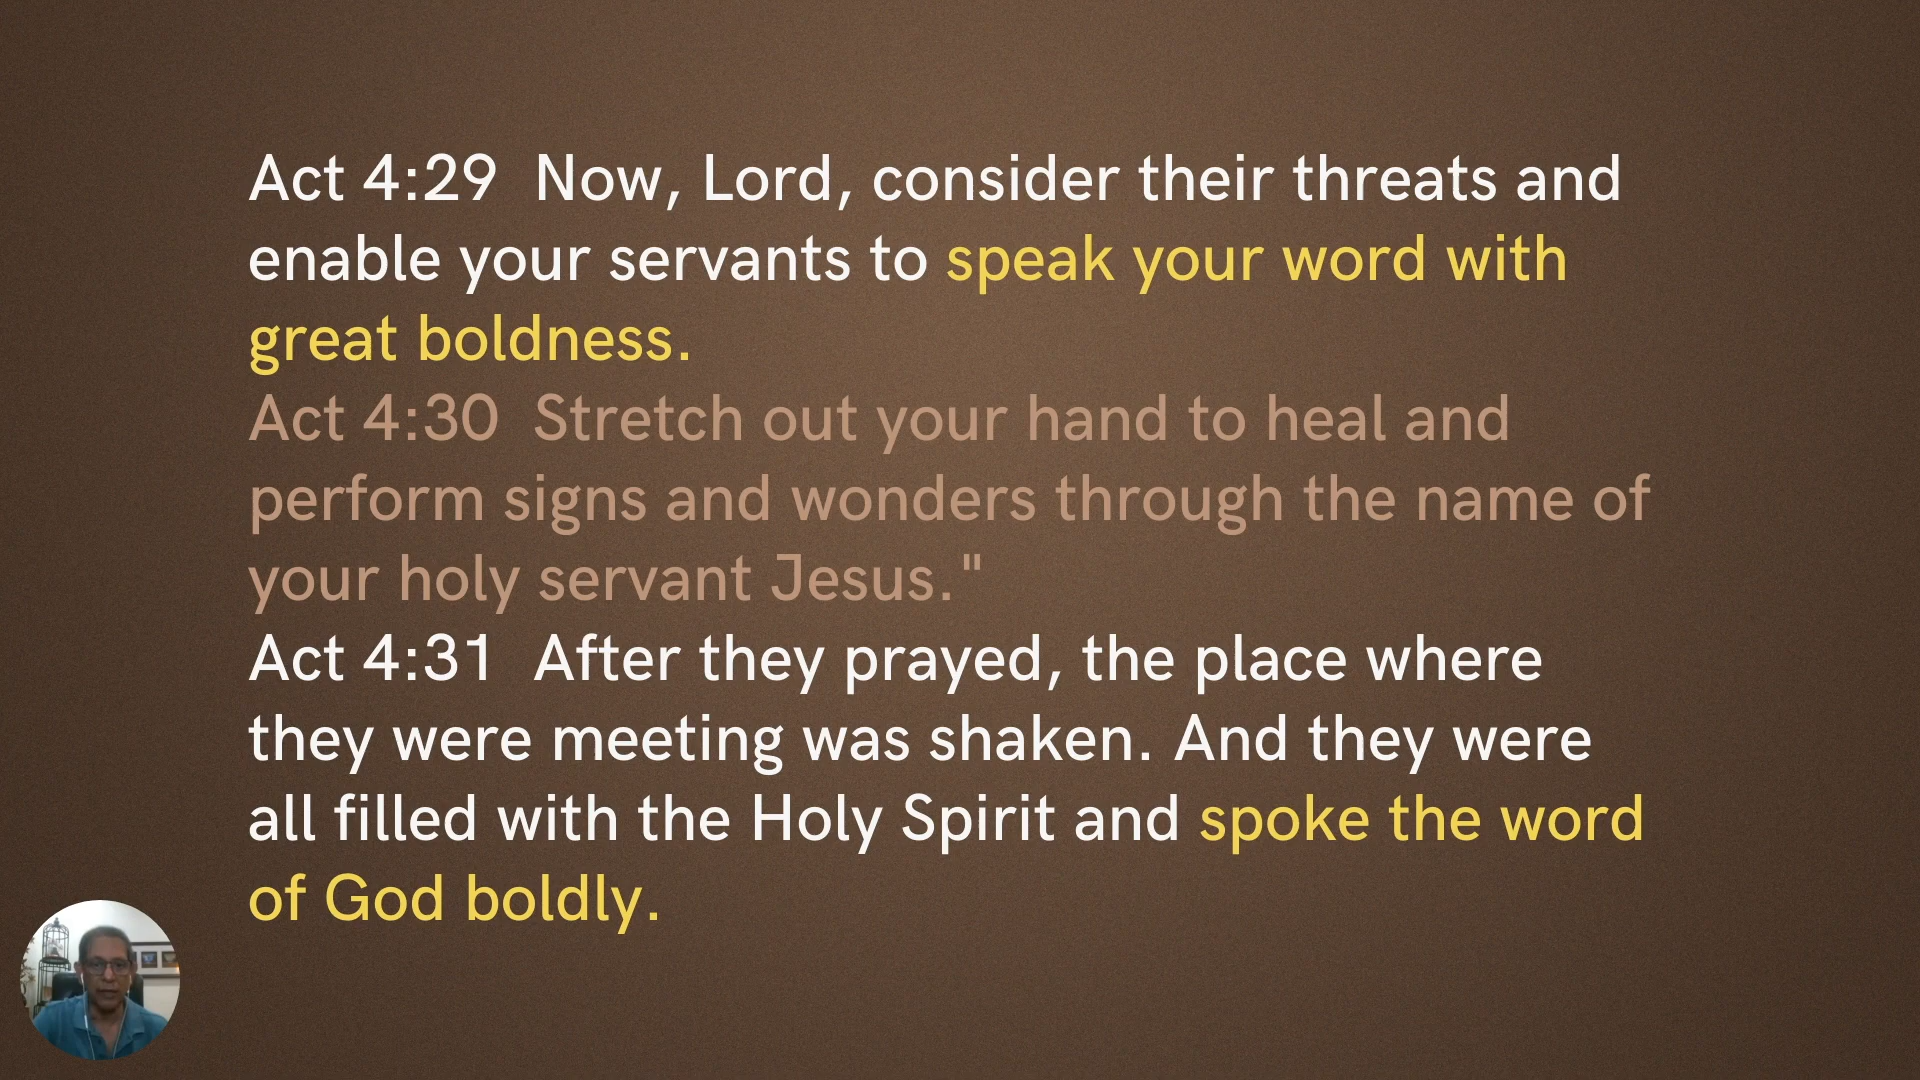 Act 4:29  Now, Lord, consider their threats and
enable your servants to speak your word with
great boldness.
Act 4:30  Stretch out your hand to heal and
perform signs and wonders through the name of
your holy servant Jesus."
Act 4:31  After they prayed, the place where
they were meeting was shaken. And they were
all filled with the Holy Spirit and spoke the word
of God boldly.